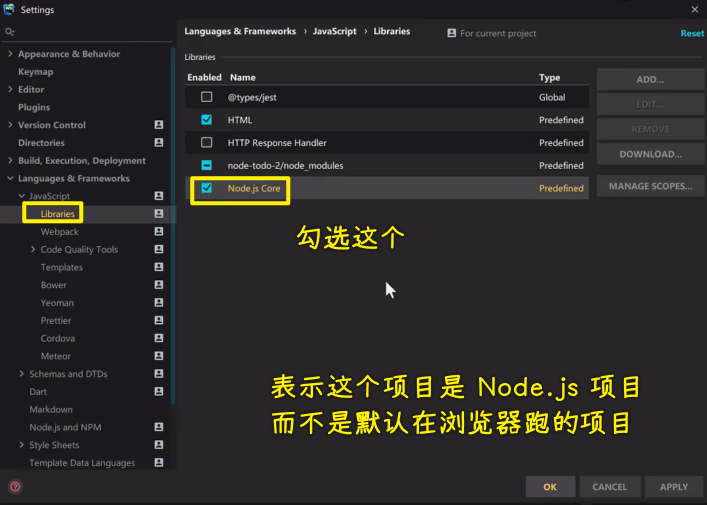 Settings
Languages & Frameworks › JavaScript › Libraries
For current project
Reset
Appearance & Behavior
Keymap
Editor
Plugins
Version Control
Directories
Build, Execution, Deployment
Languages & Frameworks
JavaScript
Libraries
Webpack
Code Quality Tools
Templates
Bower
Yeoman
Prettier
Cordova
Meteor
Schemas and DTDs
Dart
Markdown
Node.js and NPM
Style Sheets
Template Data Languages
Libraries
Enabled Name Type
@types/jest Global
HTML Predefined
HTTP Response Handler Predefined
node-todo-2/node_modules Predefined
Node.js Core Predefined
ADD...
EDIT...
REMOVE
DOWNLOAD...
MANAGE SCOPES...
勾选这个
表示这个项目是 Node.js 项目
而不是默认在浏览器跑的项目
OK
CANCEL
APPLY